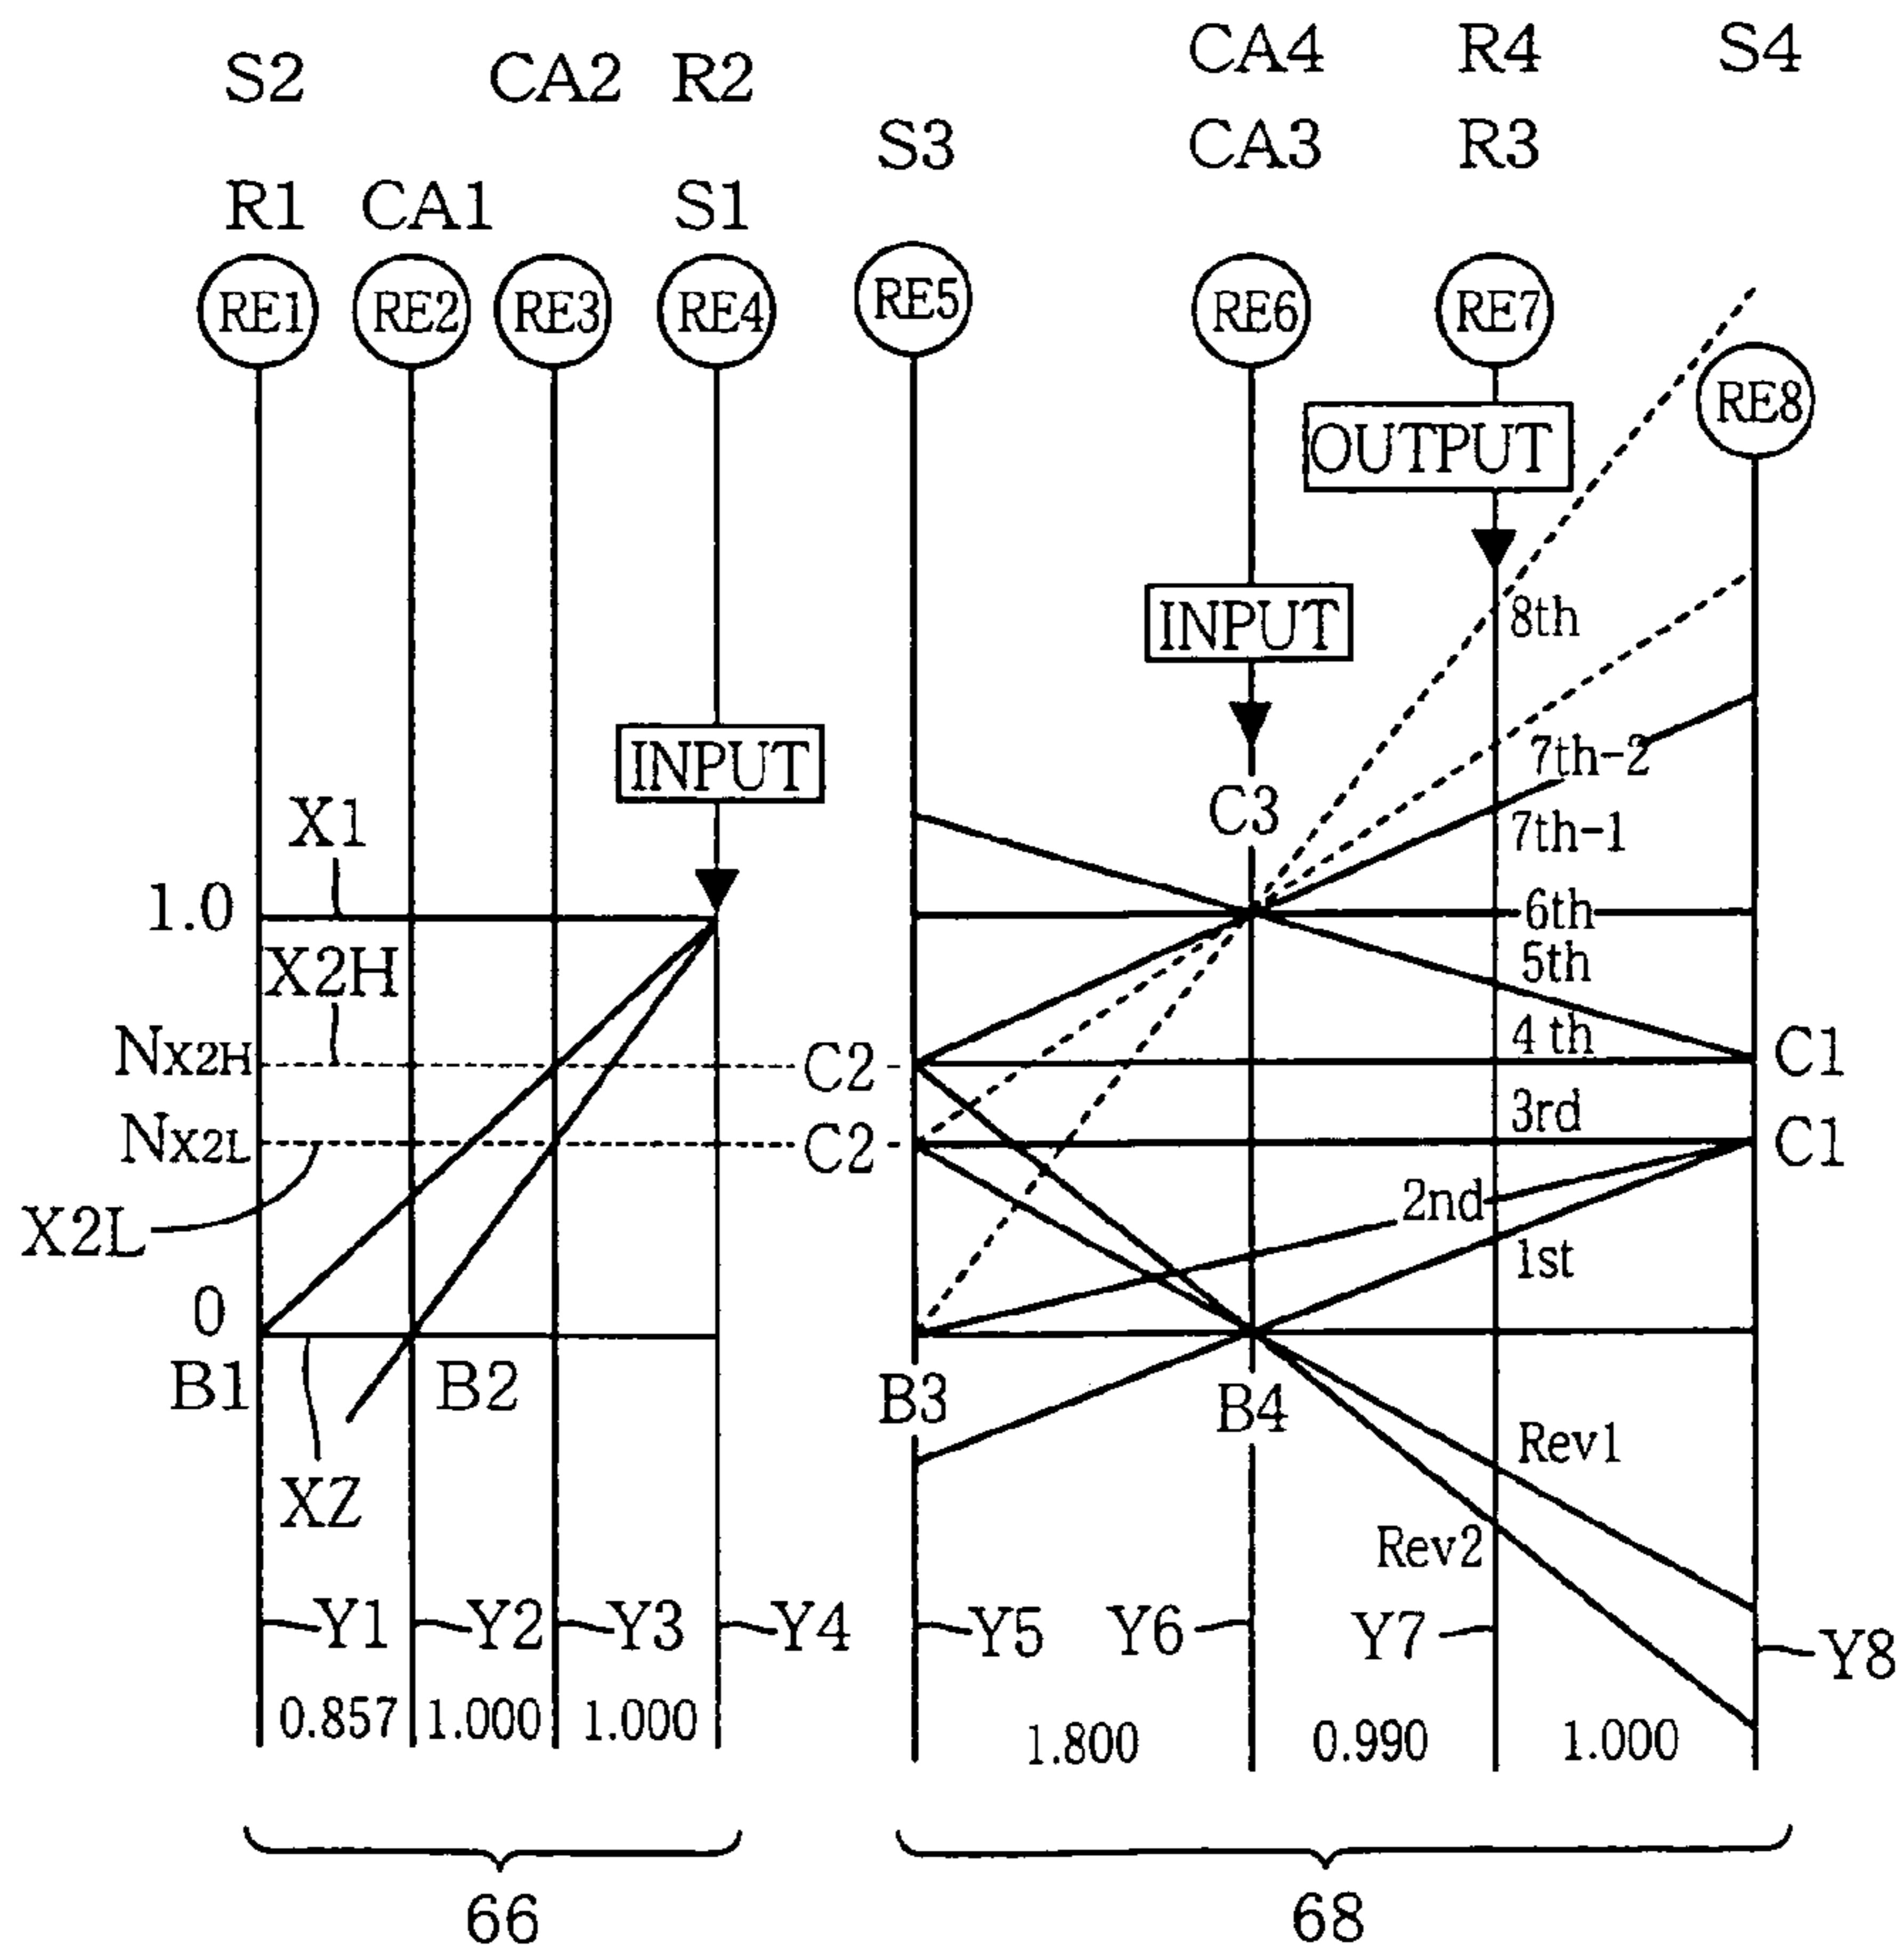 S2 CA2 R2 CA4 R4 S4
S3 CA3 R3
R1 CA1 S1
RE1 RE2 RE3 RE4 RE5 RE6 RE7 RE8
OUTPUT
INPUT 8th
INPUT 7th-2
X1 C3 7th-1
1.0 6th
X2H 5th
NX2H C2 4 th C1
NX2L C2 3rd C1
X2L 2nd
0 1st
B1 B2 B3 B4
XZ Rev1
Rev2
Y1 Y2 Y3 Y4 Y5 Y6 Y7 Y8
0.857 1.000 1.000 1.800 0.990 1.000
66 68